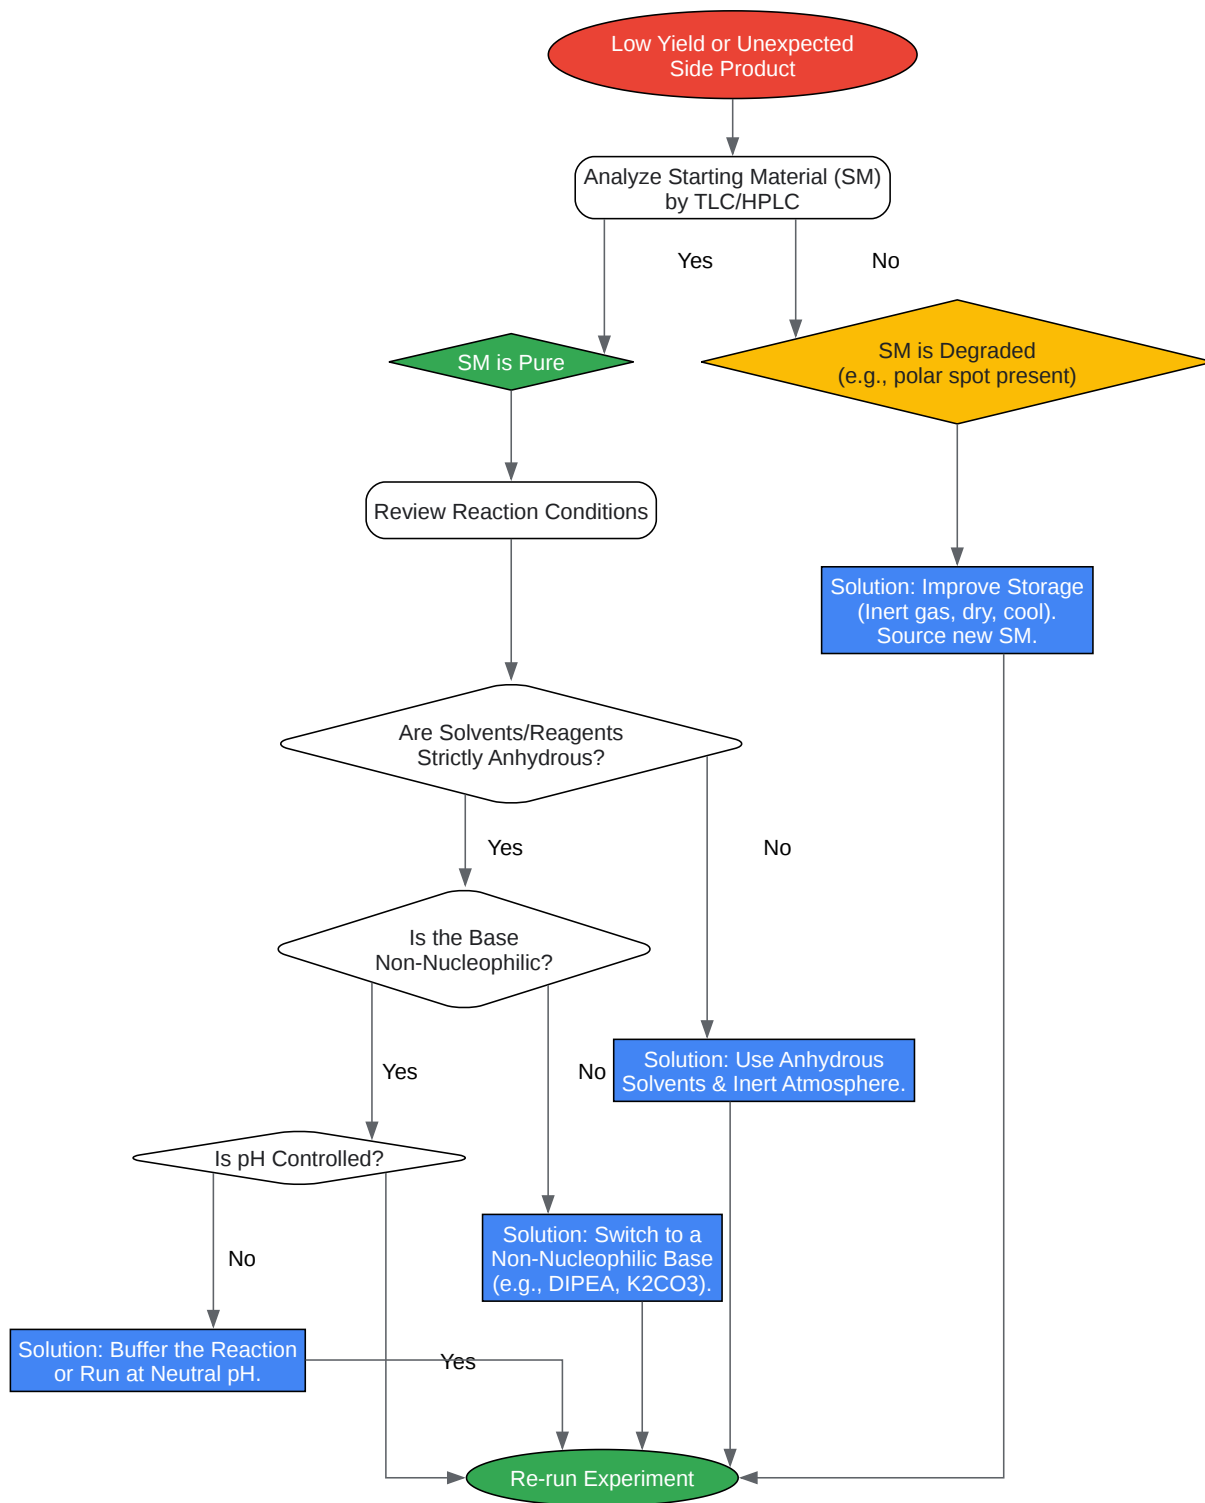 Low Yield or Unexpected
Side Product
Analyze Starting Material (SM)
by TLC/HPLC
Yes
No
SM is Pure
SM is Degraded
(e.g., polar spot present)
Review Reaction Conditions
Solution: Improve Storage
(Inert gas, dry, cool).
Source new SM.
Are Solvents/Reagents
Strictly Anhydrous?
Yes
No
Is the Base
Non-Nucleophilic?
Yes
No
Solution: Use Anhydrous
Solvents & Inert Atmosphere.
Is pH Controlled?
No
Solution: Switch to a
Non-Nucleophilic Base
(e.g., DIPEA, K2CO3).
Solution: Buffer the Reaction
or Run at Neutral pH.
Yes
Re-run Experiment